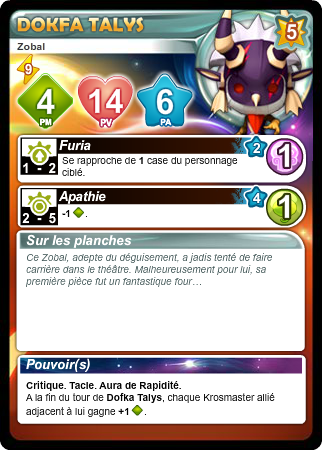 DOKFA TALYS
5
Zobal
9
4
PM
14
PV
6
PA
Furia
2
1 - 2
Se rapproche de 1 case du personnage
ciblé.
1
Apathie
4
2 - 5
-1 .
1
Sur les planches
Ce Zobal, adepte du déguisement, a jadis tenté de faire
carrière dans le théâtre. Malheureusement pour lui, sa
première pièce fut un fantastique four…
Pouvoir(s)
Critique. Tacle. Aura de Rapidité.
A la fin du tour de Dofka Talys, chaque Krosmaster allié
adjacent à lui gagne +1 .